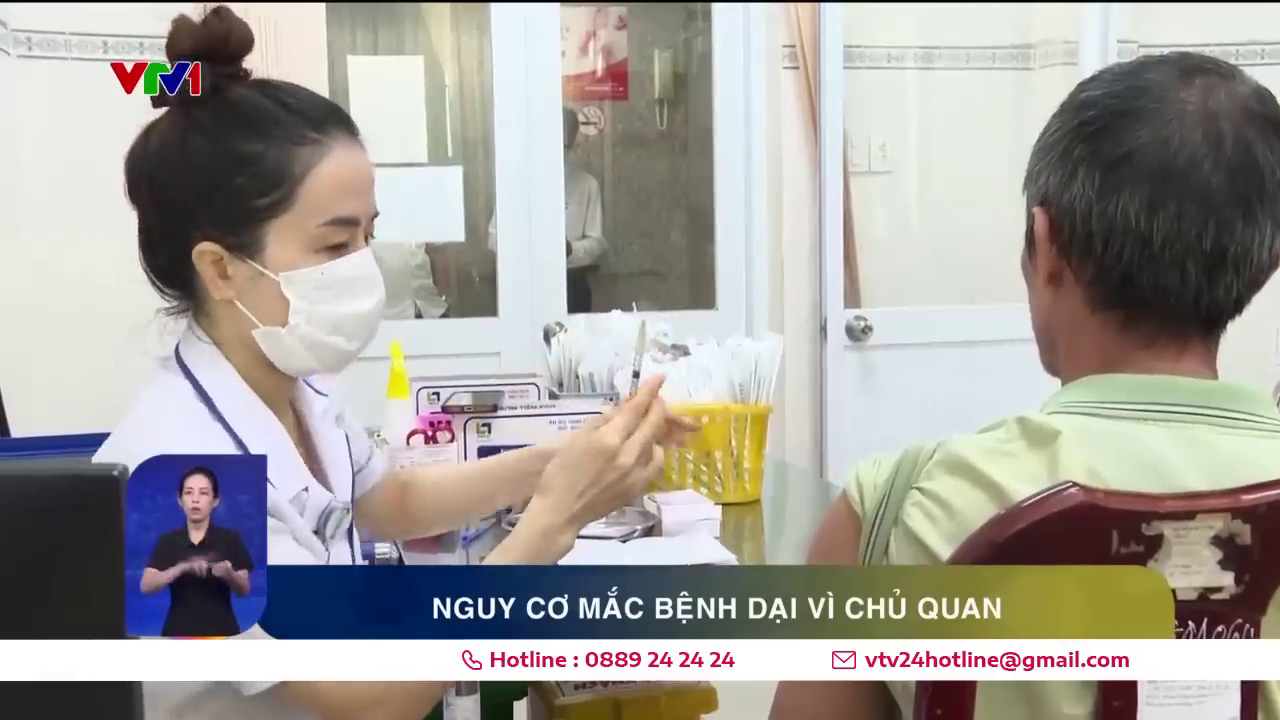 VTV1
NGUY CƠ MẮC BỆNH DẠI VÌ CHỦ QUAN
Hotline : 0889 24 24 24
vtv24hotline@gmail.com